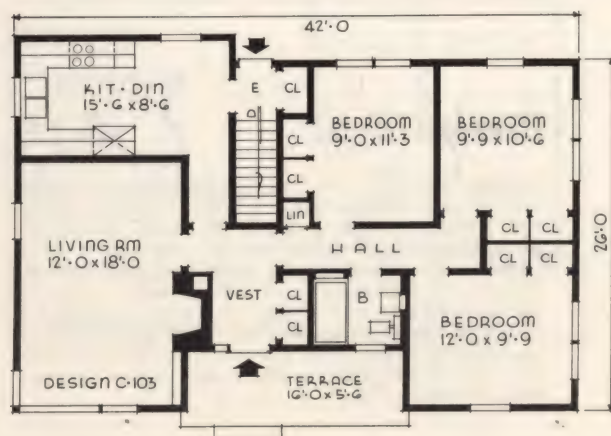 42'-0
KIT-DIN
15'-6 x 8'-6
E
D
CL
BEDROOM
9'-0 x 11'-3
BEDROOM
9'-9 x 10'-6
CL
CL
LIN
26'-0
LIVING RM
12'-0 x 18'-0
HALL
CL
CL
CL
CL
VEST
CL
CL
B
BEDROOM
12'-0 x 9'-9
DESIGN C-103
TERRACE
16'-0 x 5'-6